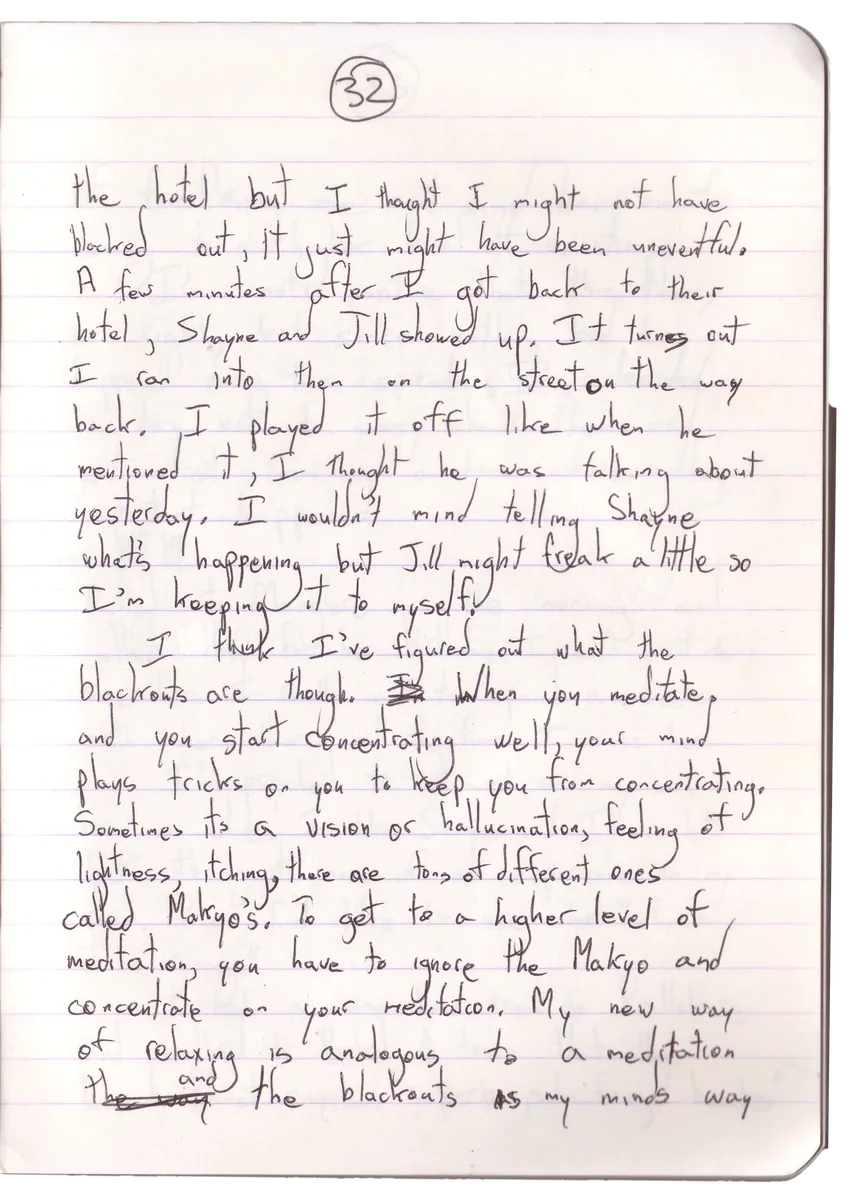 32
the hotel but I thought I might not have
blacked out, it just might have been uneventful.
A few minutes after I got back to their
hotel, Shayne and Jill showed up. It turns out
I ran into them on the street on the way
back. I played it off like when he
mentioned it, I thought he was talking about
yesterday. I wouldn't mind telling Shayne
what's happening but Jill might freak a little so
I'm keeping it to myself.
I think I've figured out what the
blackouts are though. When you meditate,
and you start concentrating well, your mind
plays tricks on you to keep you from concentrating.
Sometimes its a vision or hallucination, feeling of
lightness, itching, there are tons of different ones
called Makyo's. To get to a higher level of
meditation, you have to ignore the Makyo and
concentrate on your meditation. My new way
of relaxing is analogous to a meditation
the way and the blackouts is my minds way